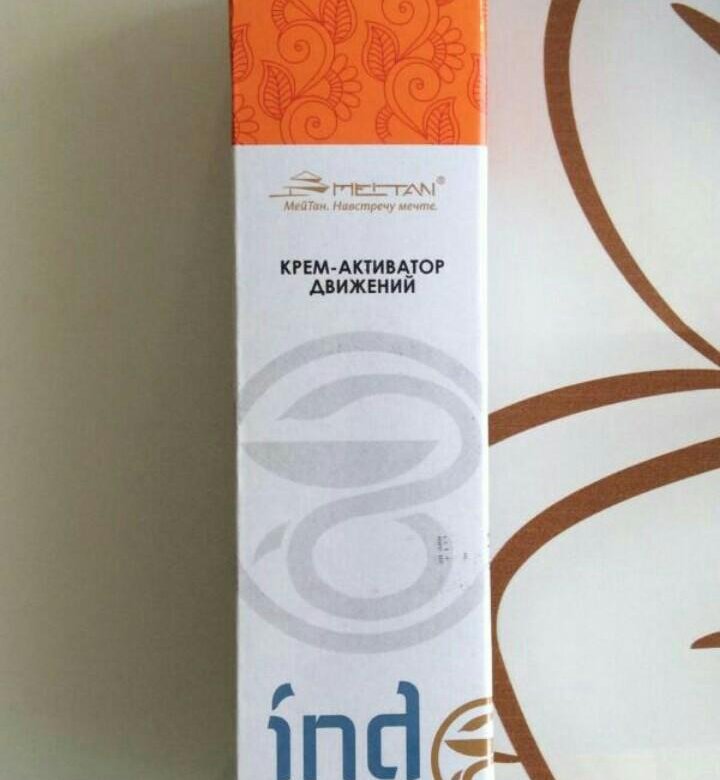 MEITAN®
МейТан. Навстречу мечте.
КРЕМ-АКТИВАТОР
ДВИЖЕНИЙ
ind